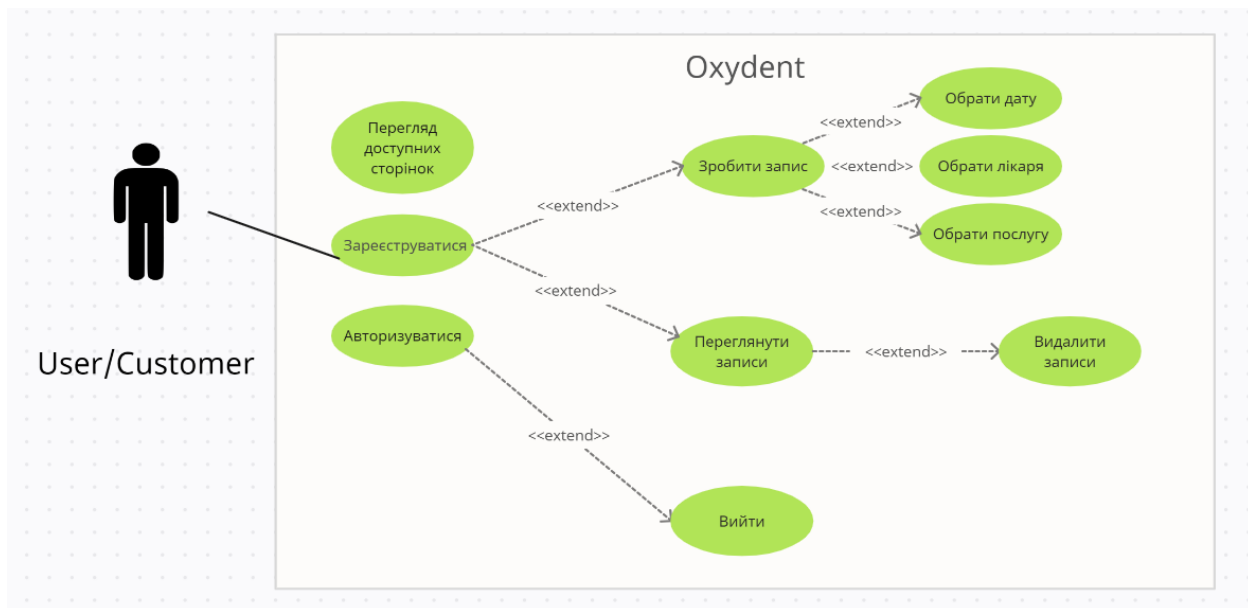 Oxydent
Перегляд
доступних
сторінок
Зареєструватися
Авторизуватися
User/Customer
<<extend>>
<<extend>>
<<extend>>
Зробити запис
<<extend>>
<<extend>>
<<extend>>
Обрати дату
Обрати лікаря
Обрати послугу
Переглянути
записи
<<extend>>
Видалити
записи
Вийти